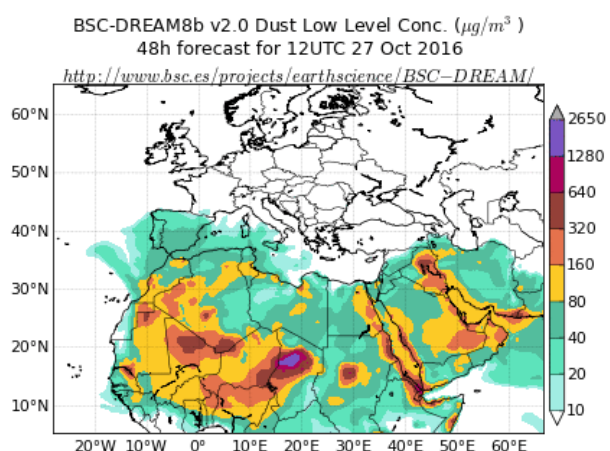 BSC-DREAM8b v2.0 Dust Low Level Conc. (μg/m³ )
48h forecast for 12UTC 27 Oct 2016
http://www.bsc.es/projects/earthscience/BSC−DREAM/
60°N
50°N
40°N
30°N
20°N
10°N
20°W 10°W 0° 10°E 20°E 30°E 40°E 50°E 60°E
2650
1280
640
320
160
80
40
20
10